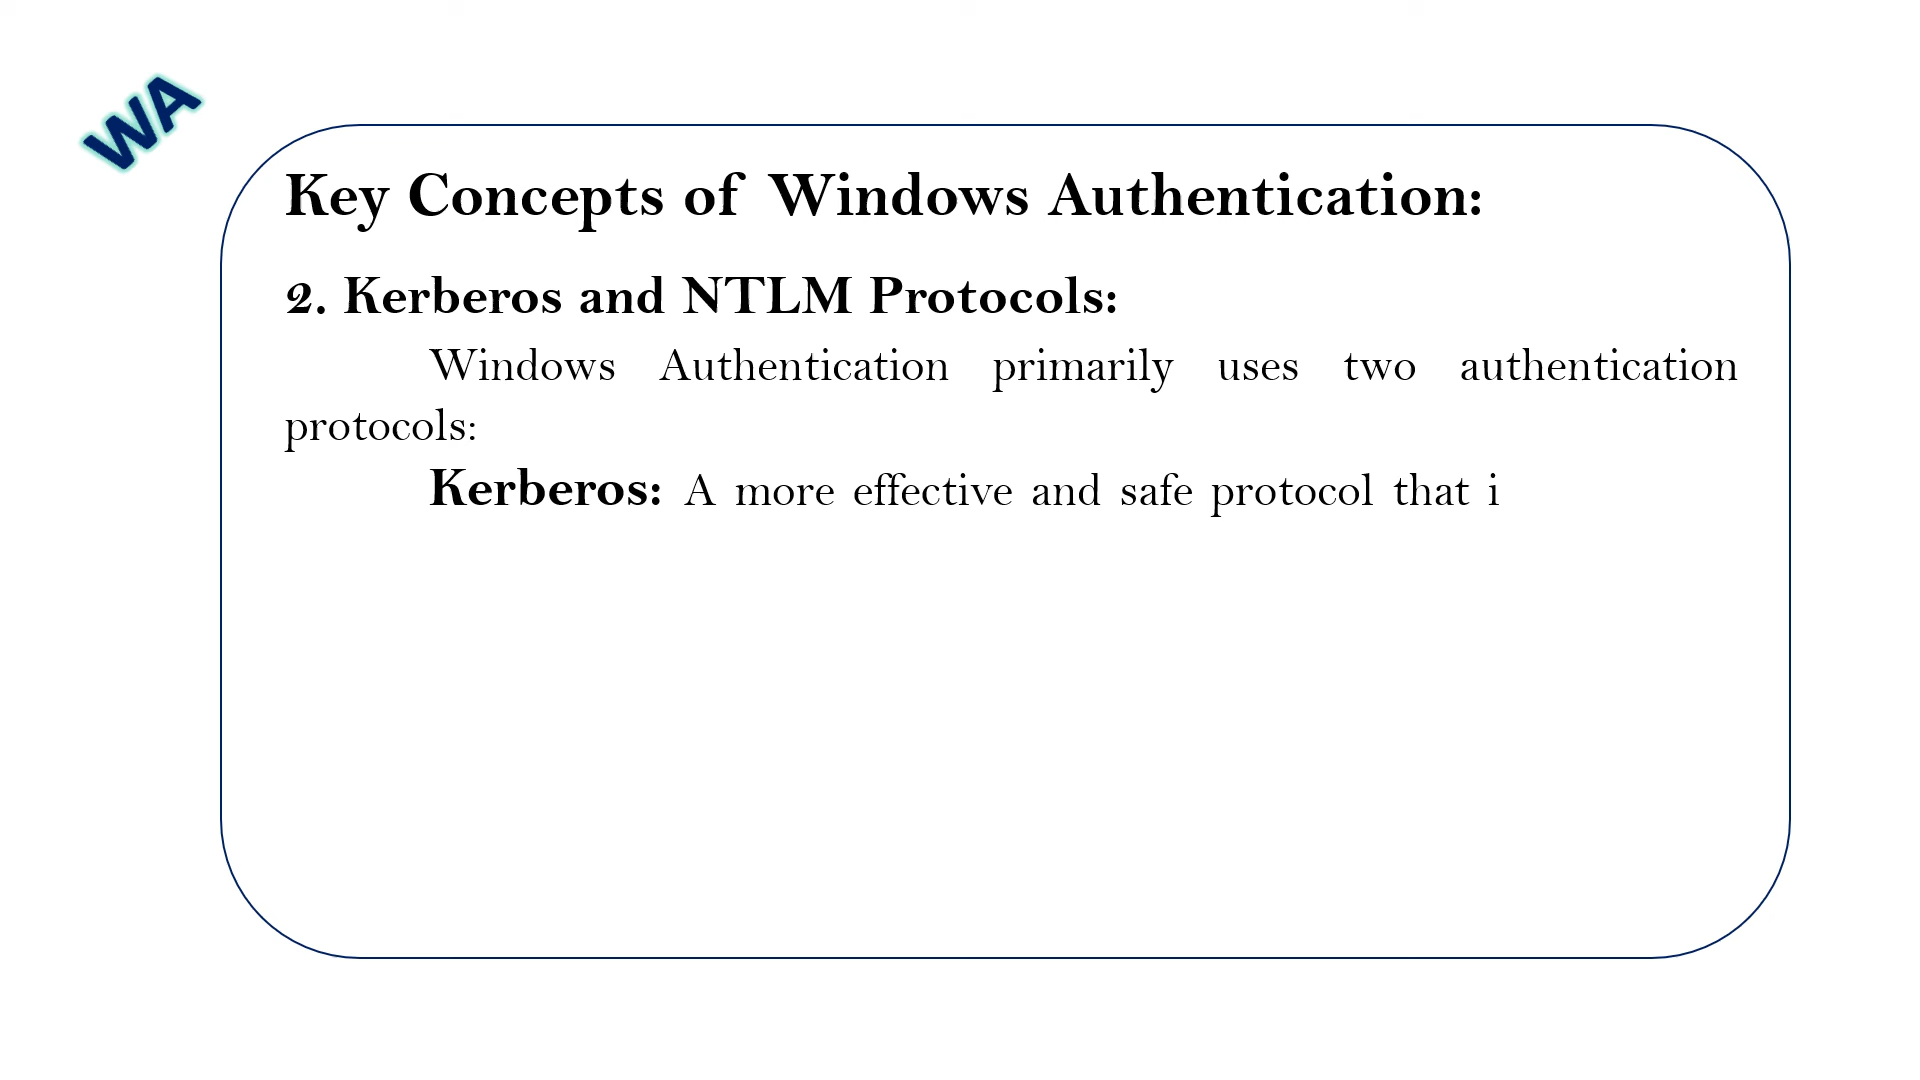 WA
Key Concepts of Windows Authentication:
2. Kerberos and NTLM Protocols:
Windows Authentication primarily uses two authentication
protocols:
Kerberos: A more effective and safe protocol that i